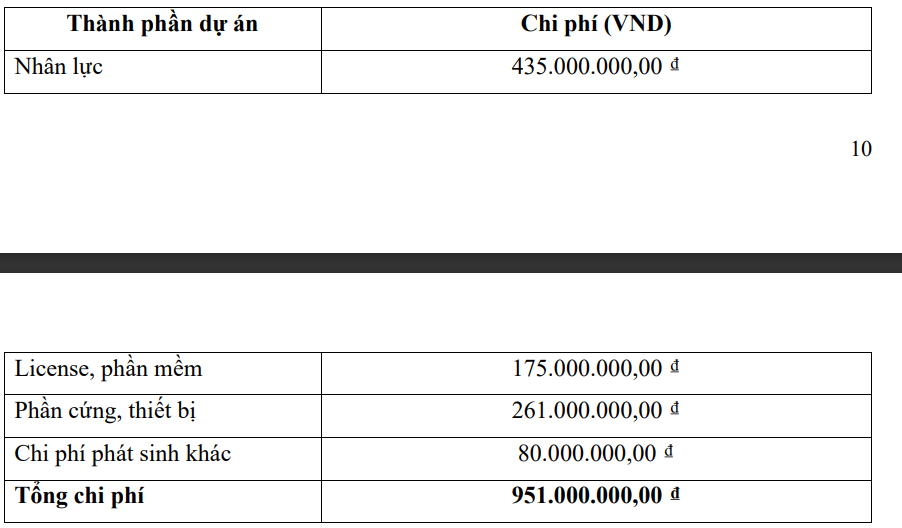 Thành phần dự án Chi phí (VND)
Nhân lực 435.000.000,00 ₫
10
License, phần mềm 175.000.000,00 ₫
Phần cứng, thiết bị 261.000.000,00 ₫
Chi phí phát sinh khác 80.000.000,00 ₫
Tổng chi phí 951.000.000,00 ₫